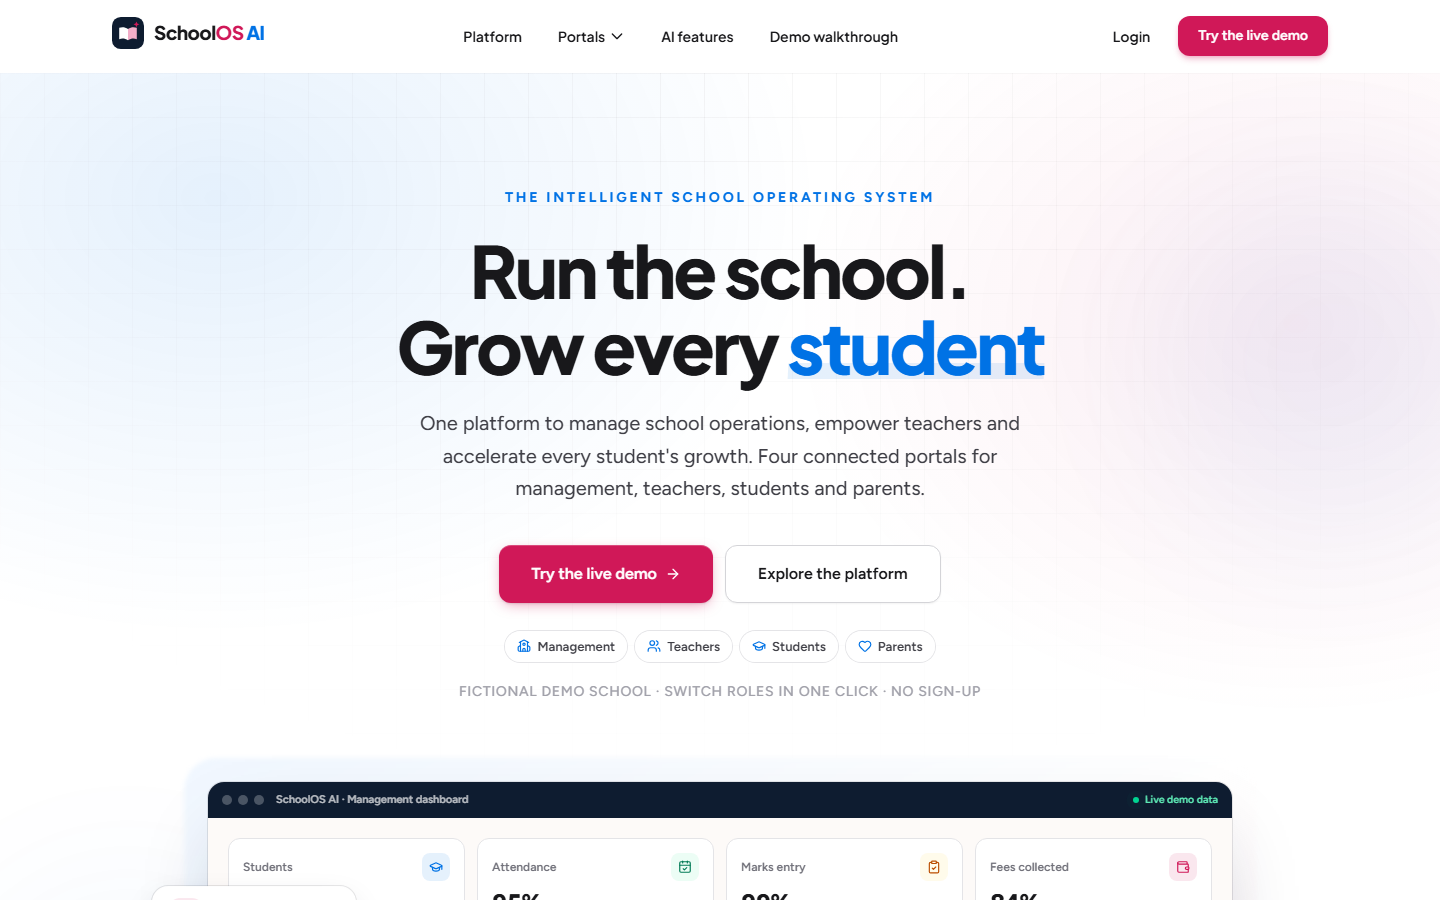 SchoolOS AI
Platform
Portals
AI features
Demo walkthrough
Login
Try the live demo
THE INTELLIGENT SCHOOL OPERATING SYSTEM
Run the school.
Grow every student
One platform to manage school operations, empower teachers and
accelerate every student's growth. Four connected portals for
management, teachers, students and parents.
Try the live demo
Explore the platform
Management
Teachers
Students
Parents
FICTIONAL DEMO SCHOOL · SWITCH ROLES IN ONE CLICK · NO SIGN-UP
SchoolOS AI · Management dashboard
Live demo data
Students
Attendance
Marks entry
Fees collected